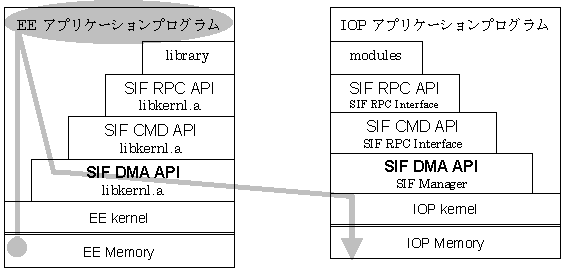 EE アプリケーションプログラム
library
SIF RPC API
libkernl.a
SIF CMD API
libkernl.a
SIF DMA API
libkernl.a
EE kernel
EE Memory
IOP アプリケーションプログラム
modules
SIF RPC API
SIF RPC Interface
SIF CMD API
SIF RPC Interface
SIF DMA API
SIF Manager
IOP kernel
IOP Memory